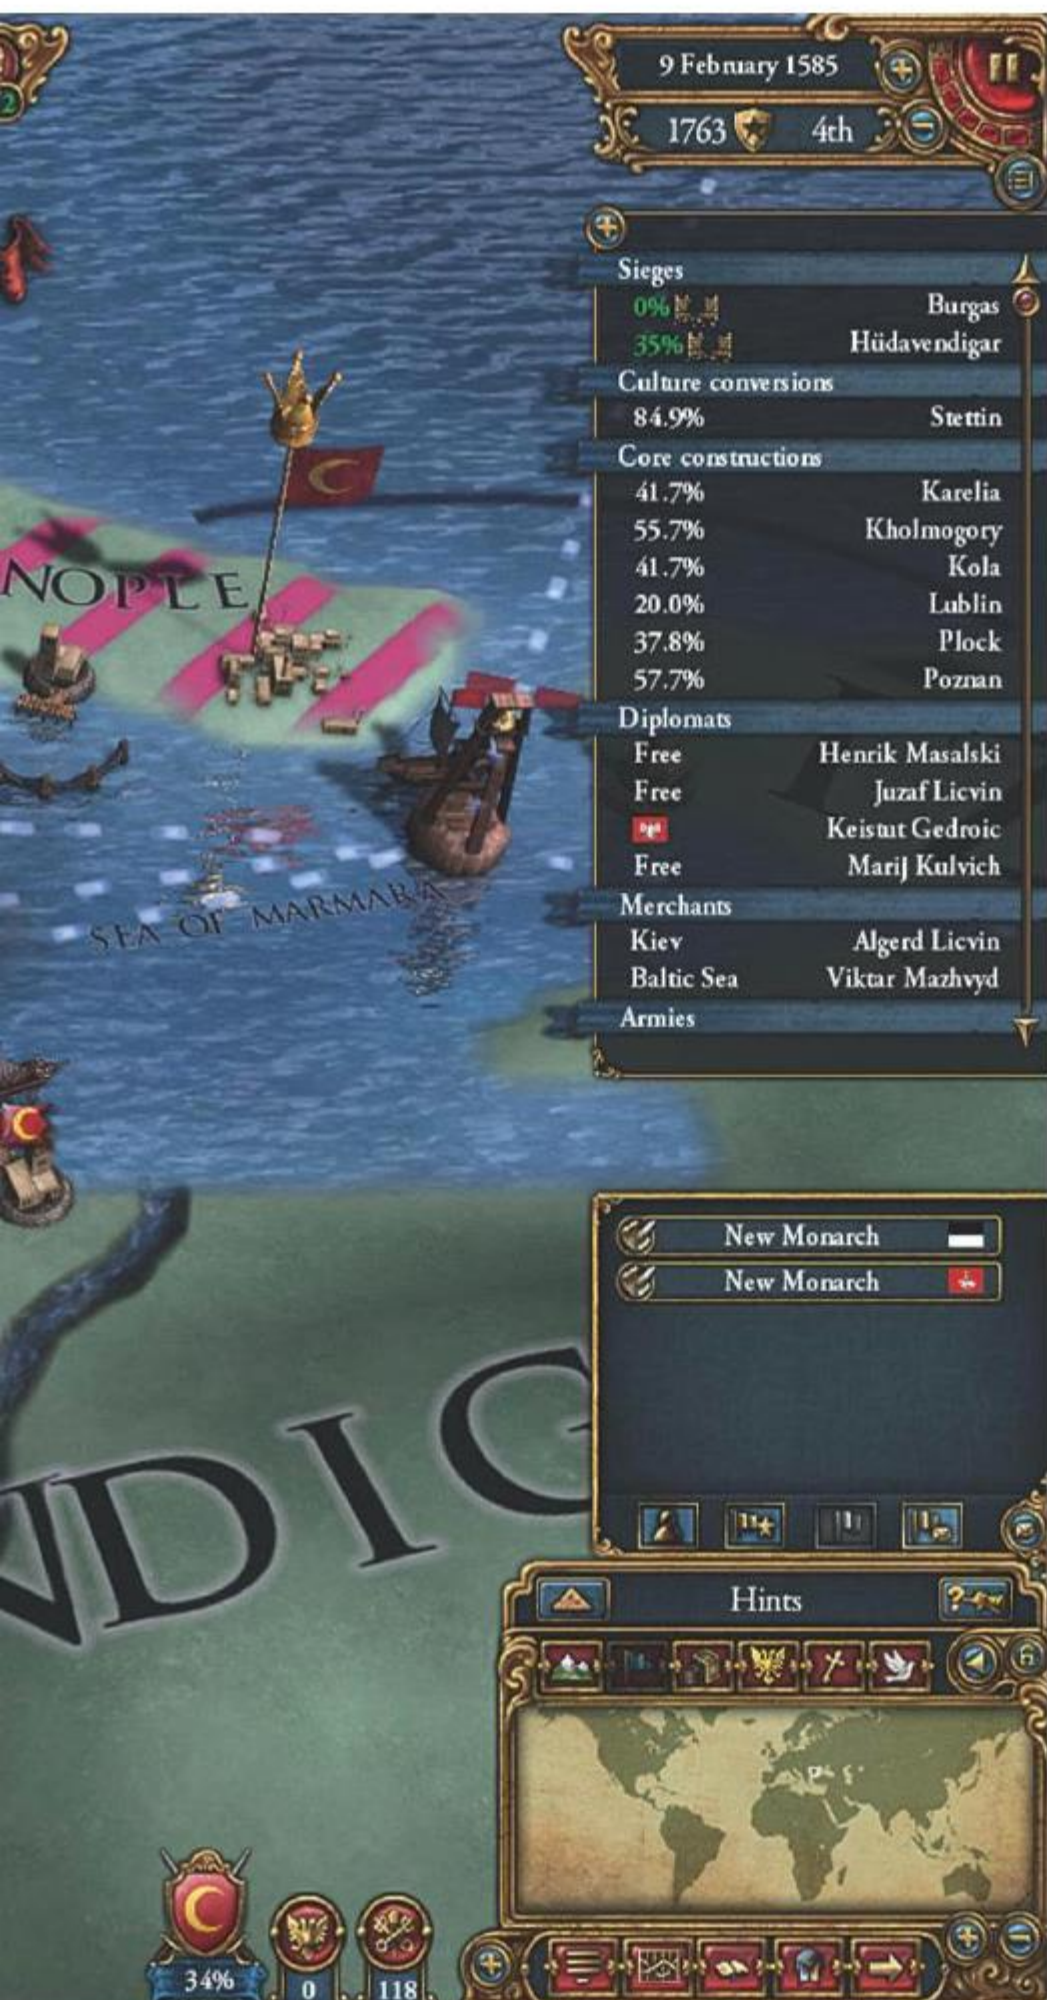 2
9 February 1585
1763 4th
Sieges
0% Burgas
35% Hüdavendigar
Culture conversions
84.9% Stettin
Core constructions
41.7% Karelia
55.7% Kholmogory
41.7% Kola
20.0% Lublin
37.8% Plock
57.7% Poznan
Diplomats
Free Henrik Masalski
Free Juzaf Licvin
Keistut Gedroic
Free Marij Kulvich
Merchants
Kiev Algerd Licvin
Baltic Sea Viktar Mazhvyd
Armies
NOPLE
SEA OF MARMARA
New Monarch
New Monarch
NDIG
Hints
?
34%
0
118